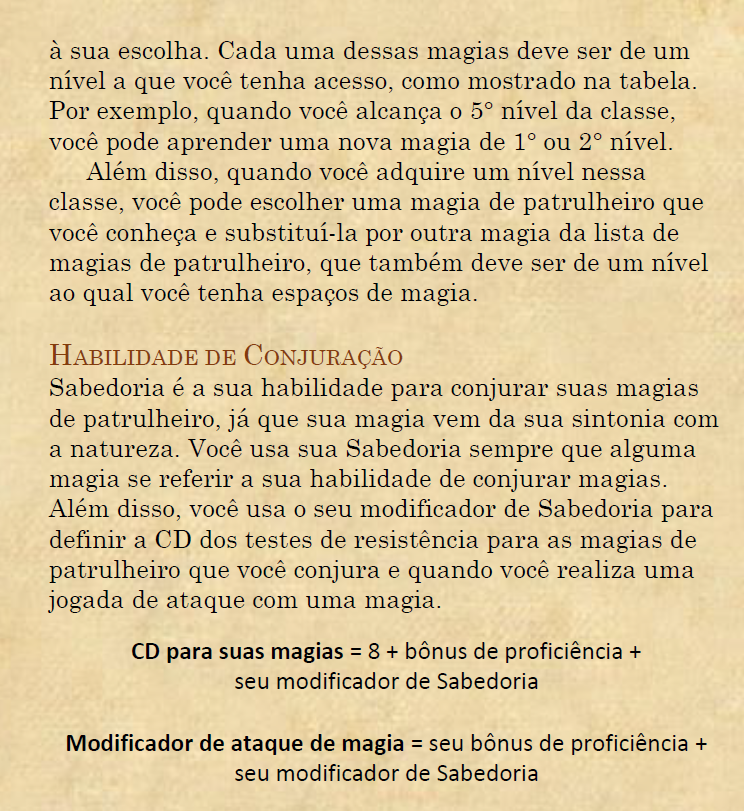 à sua escolha. Cada uma dessas magias deve ser de um
nível a que você tenha acesso, como mostrado na tabela.
Por exemplo, quando você alcança o 5° nível da classe,
você pode aprender uma nova magia de 1° ou 2° nível.
Além disso, quando você adquire um nível nessa
classe, você pode escolher uma magia de patrulheiro que
você conheça e substituí-la por outra magia da lista de
magias de patrulheiro, que também deve ser de um nível
ao qual você tenha espaços de magia.
HABILIDADE DE CONJURAÇÃO
Sabedoria é a sua habilidade para conjurar suas magias
de patrulheiro, já que sua magia vem da sua sintonia com
a natureza. Você usa sua Sabedoria sempre que alguma
magia se referir a sua habilidade de conjurar magias.
Além disso, você usa o seu modificador de Sabedoria para
definir a CD dos testes de resistência para as magias de
patrulheiro que você conjura e quando você realiza uma
jogada de ataque com uma magia.
CD para suas magias = 8 + bônus de proficiência +
seu modificador de Sabedoria
Modificador de ataque de magia = seu bônus de proficiência +
seu modificador de Sabedoria